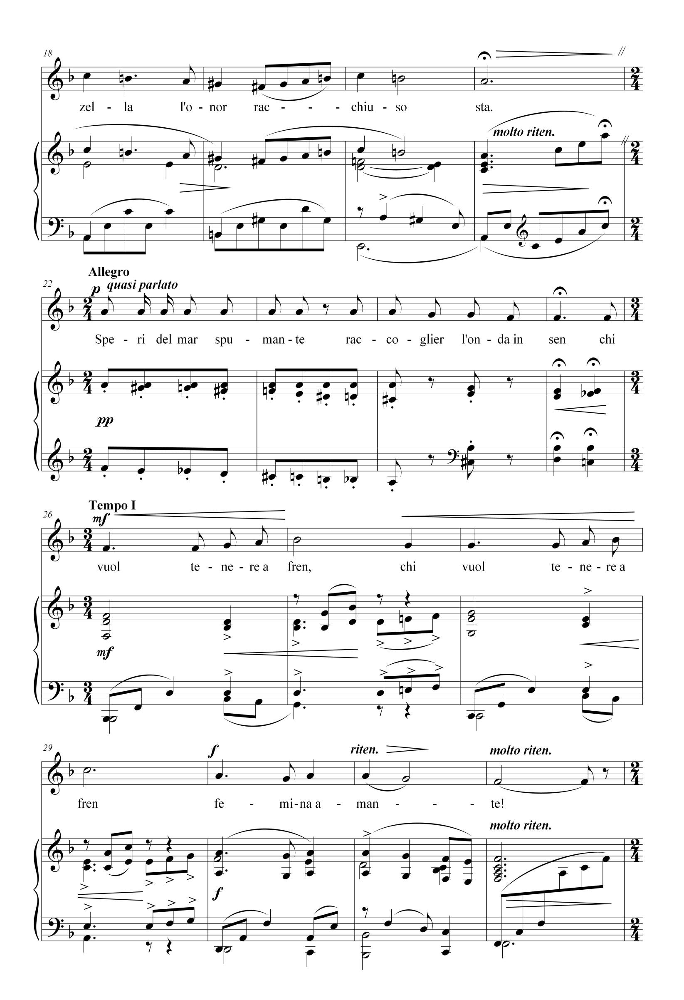 18
zel - la l'o - nor rac - - - chiu - so sta.
molto riten.
Allegro
22
p quasi parlato
Spe - ri del mar spu - man - te rac - co - glier l'on - da in sen chi
pp
Tempo I
26
mf
vuol te - ne - re a fren, chi vuol te - ne - re a
mf
29
f riten. molto riten.
fren fe - mi - na a - man - - - te!
molto riten.
f